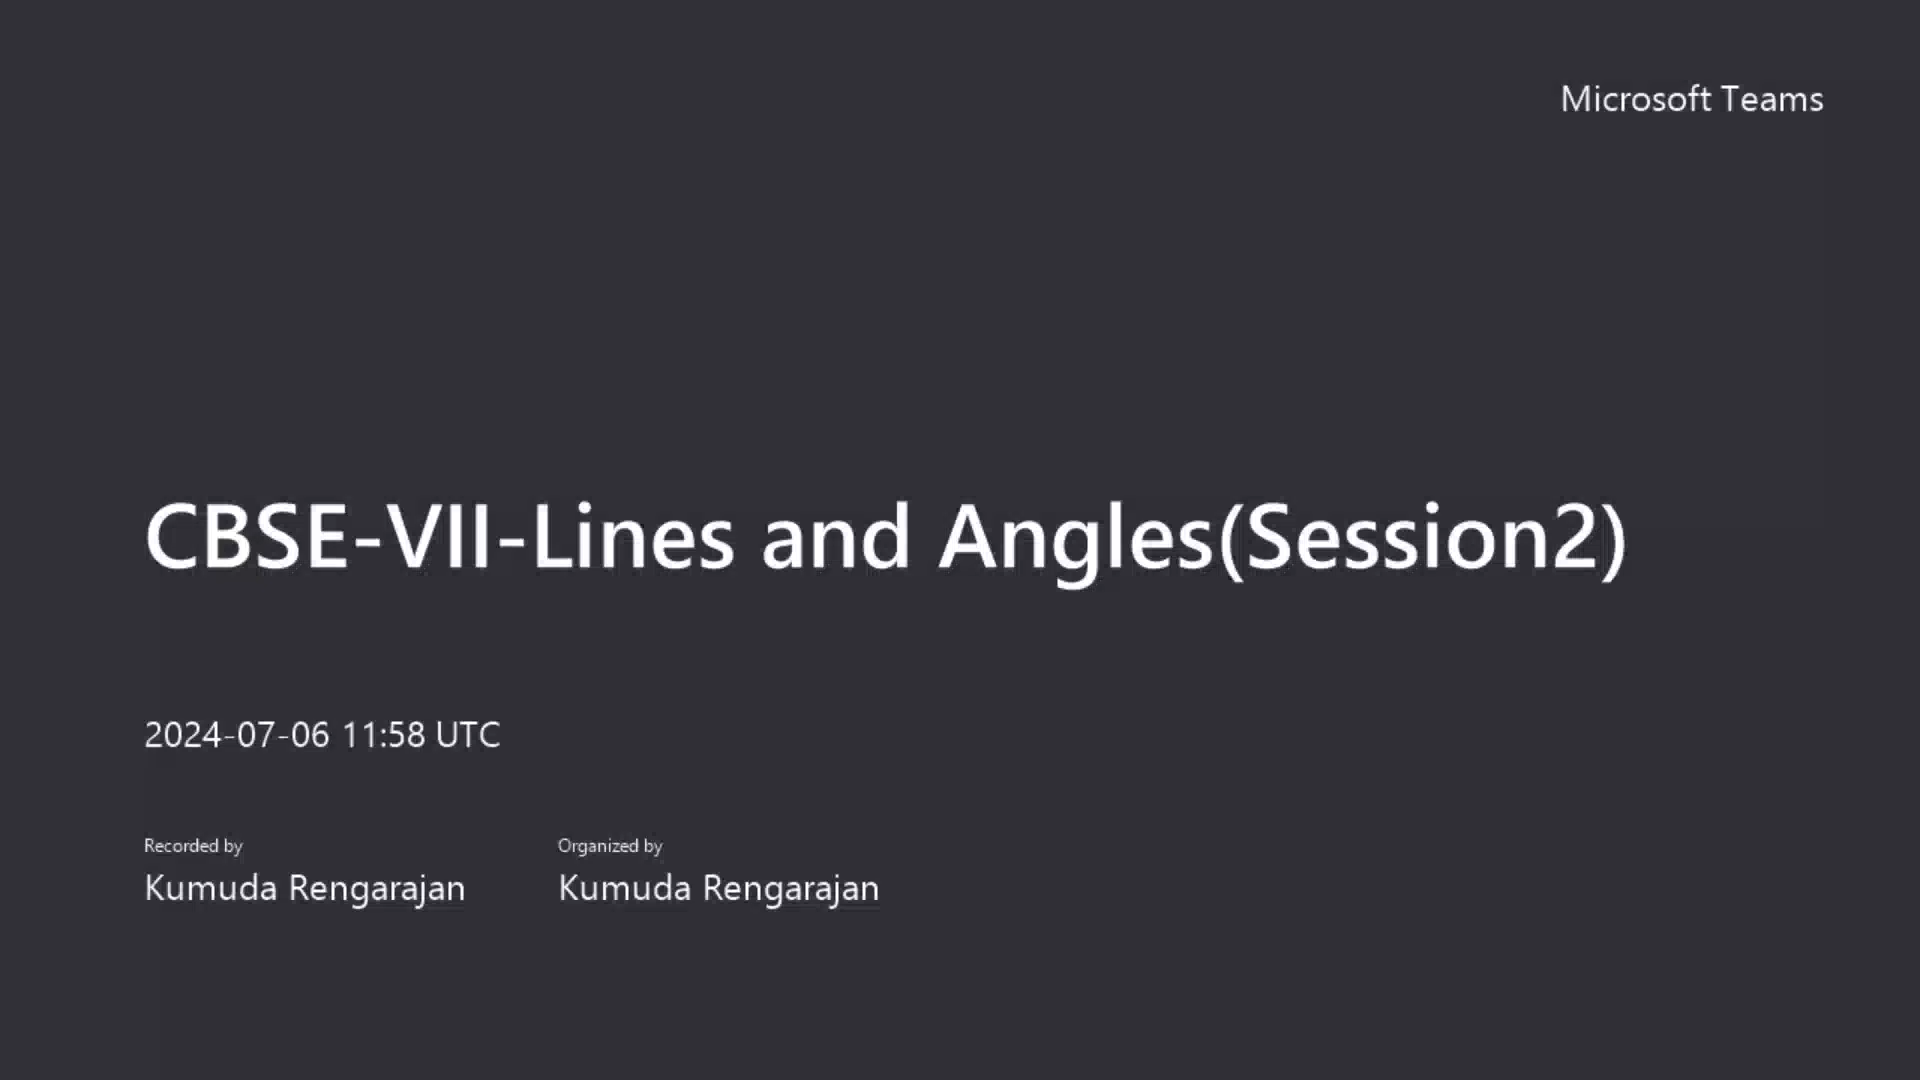 Microsoft Teams
CBSE-VII-Lines and Angles(Session2)
2024-07-06 11:58 UTC
Recorded by
Kumuda Rengarajan
Organized by
Kumuda Rengarajan